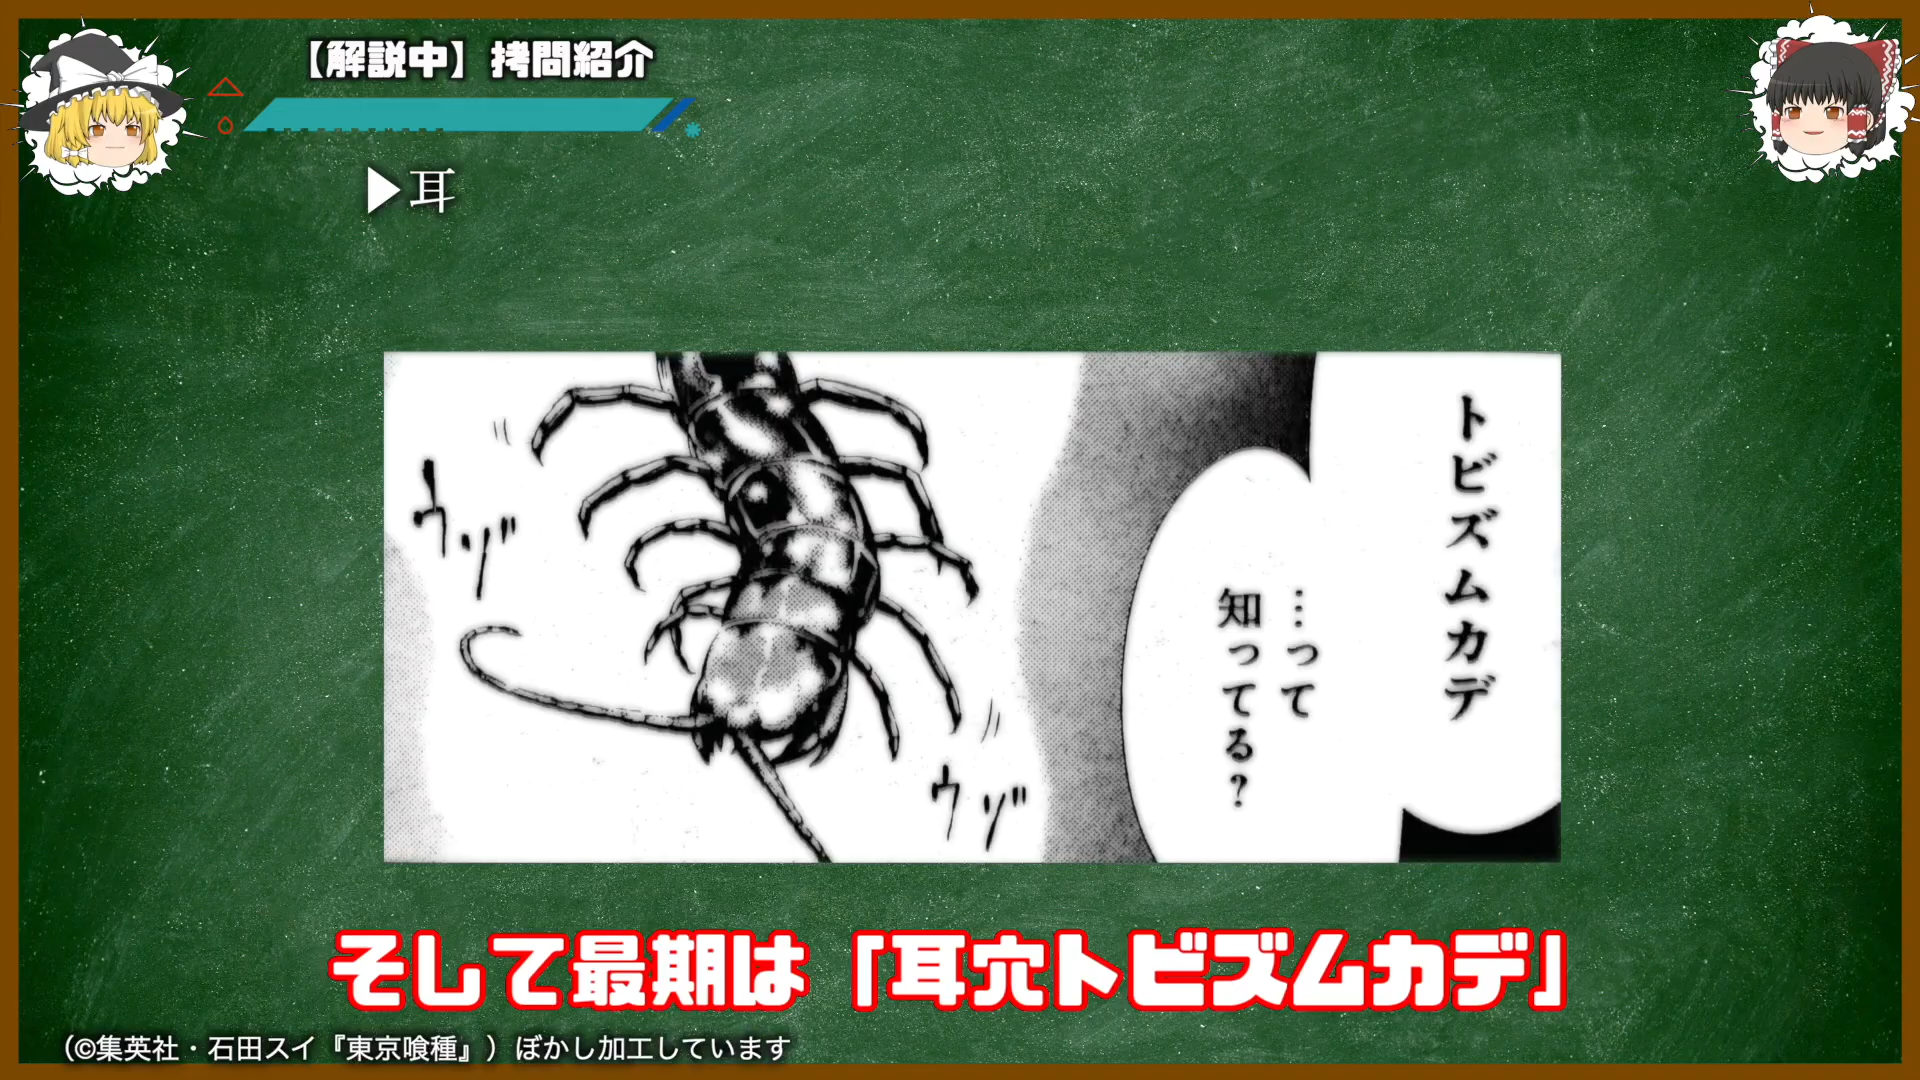 【解説中】拷問紹介
▶耳
トビズムカデ
…って
知ってる？
ウゾ
ウゾ
そして最期は「耳穴トビズムカデ」
（©集英社・石田スイ『東京喰種』）ぼかし加工しています